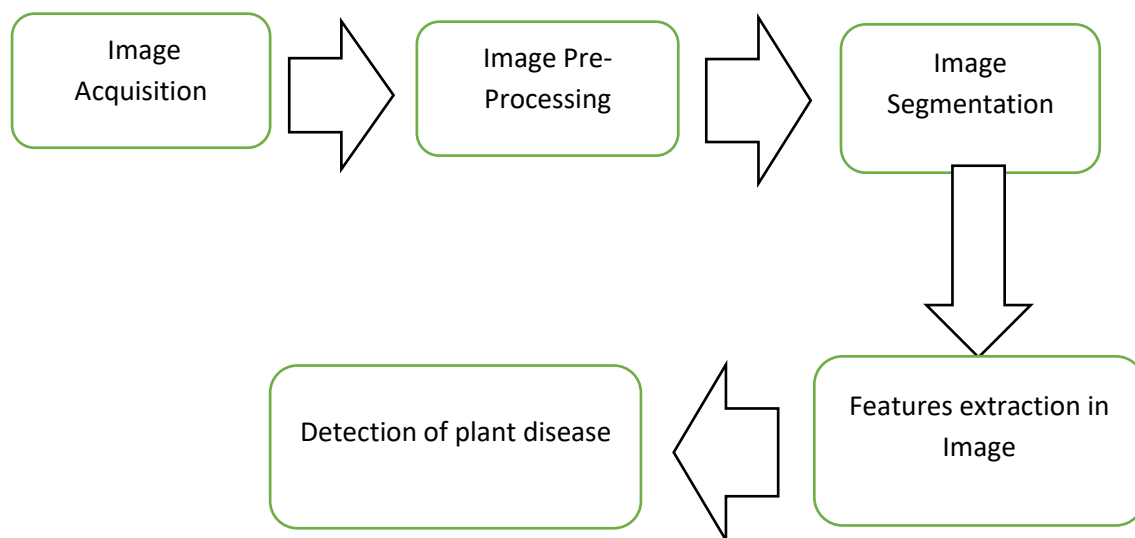 Image
Acquisition
Image Pre-
Processing
Image
Segmentation
Features extraction in
Image
Detection of plant disease